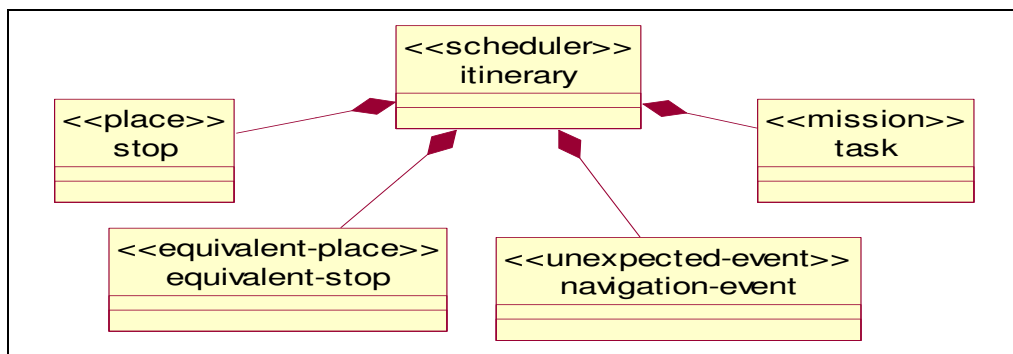 <<scheduler>>
itinerary
<<place>>
stop
<<mission>>
task
<<equivalent-place>>
equivalent-stop
<<unexpected-event>>
navigation-event